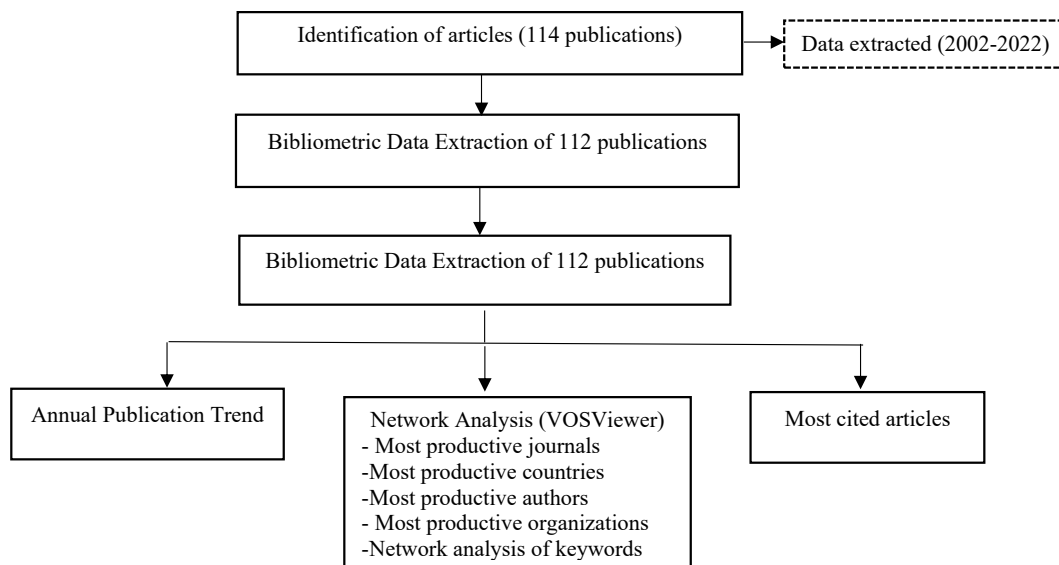 Identification of articles (114 publications)
Data extracted (2002-2022)
Bibliometric Data Extraction of 112 publications
Bibliometric Data Extraction of 112 publications
Annual Publication Trend
Network Analysis (VOSViewer)
- Most productive journals
-Most productive countries
-Most productive authors
- Most productive organizations
-Network analysis of keywords
Most cited articles